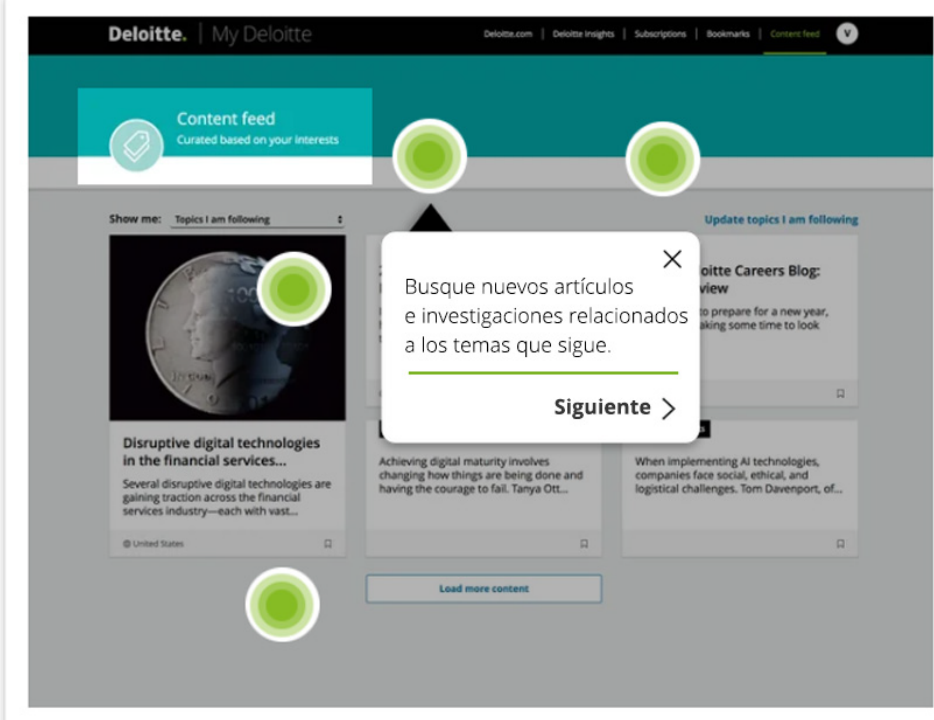 Deloitte. | My Deloitte
Deloitte.com | Deloitte Insights | Subscriptions | Bookmarks | Content feed V
Content feed
Curated based on your interests
Show me: Topics I am following
Update topics I am following
Busque nuevos artículos
e investigaciones relacionados
a los temas que sigue.
Siguiente
oitte Careers Blog:
view
to prepare for a new year,
aking some time to look
Disruptive digital technologies
in the financial services...
Several disruptive digital technologies are
gaining traction across the financial
services industry—each with vast...
United States
Achieving digital maturity involves
changing how things are being done and
having the courage to fail. Tanya Ott...
When implementing AI technologies,
companies face social, ethical, and
logistical challenges. Tom Davenport, of...
Load more content